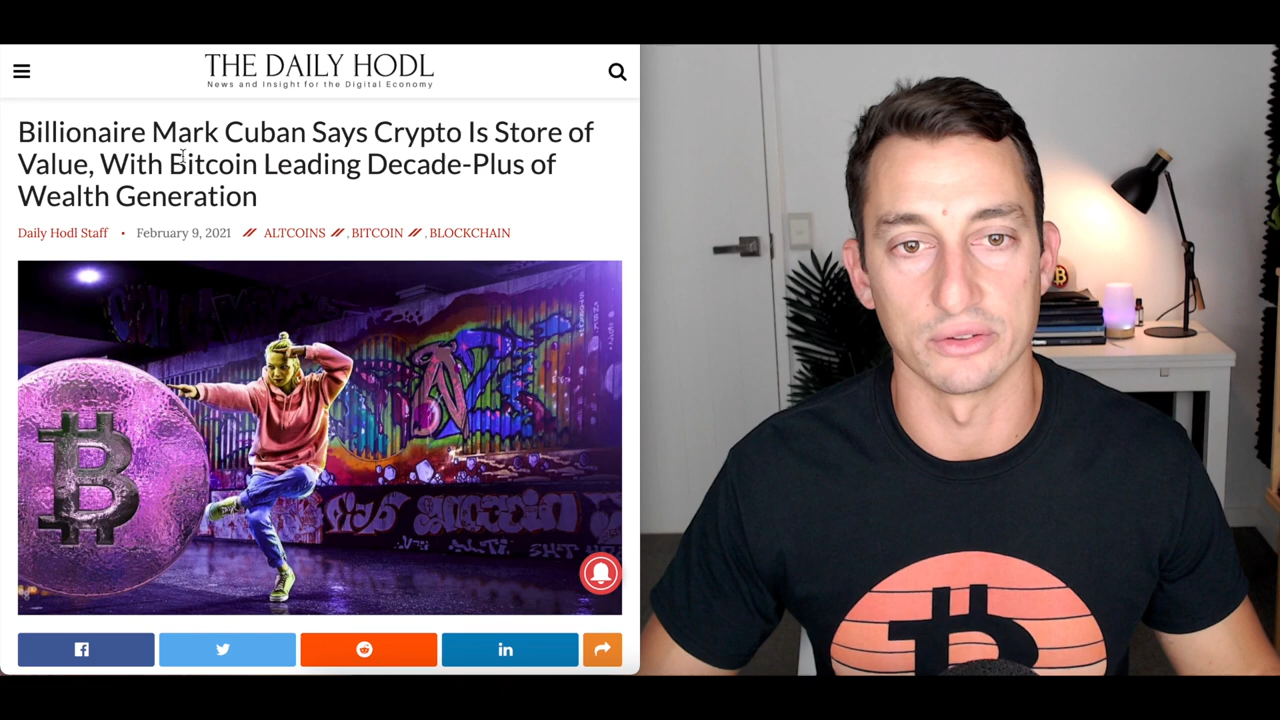 THE DAILY HODL
News and Insight for the Digital Economy
Billionaire Mark Cuban Says Crypto Is Store of
Value, With Bitcoin Leading Decade-Plus of
Wealth Generation
Daily Hodl Staff • February 9, 2021 // ALTCOINS // , BITCOIN // , BLOCKCHAIN